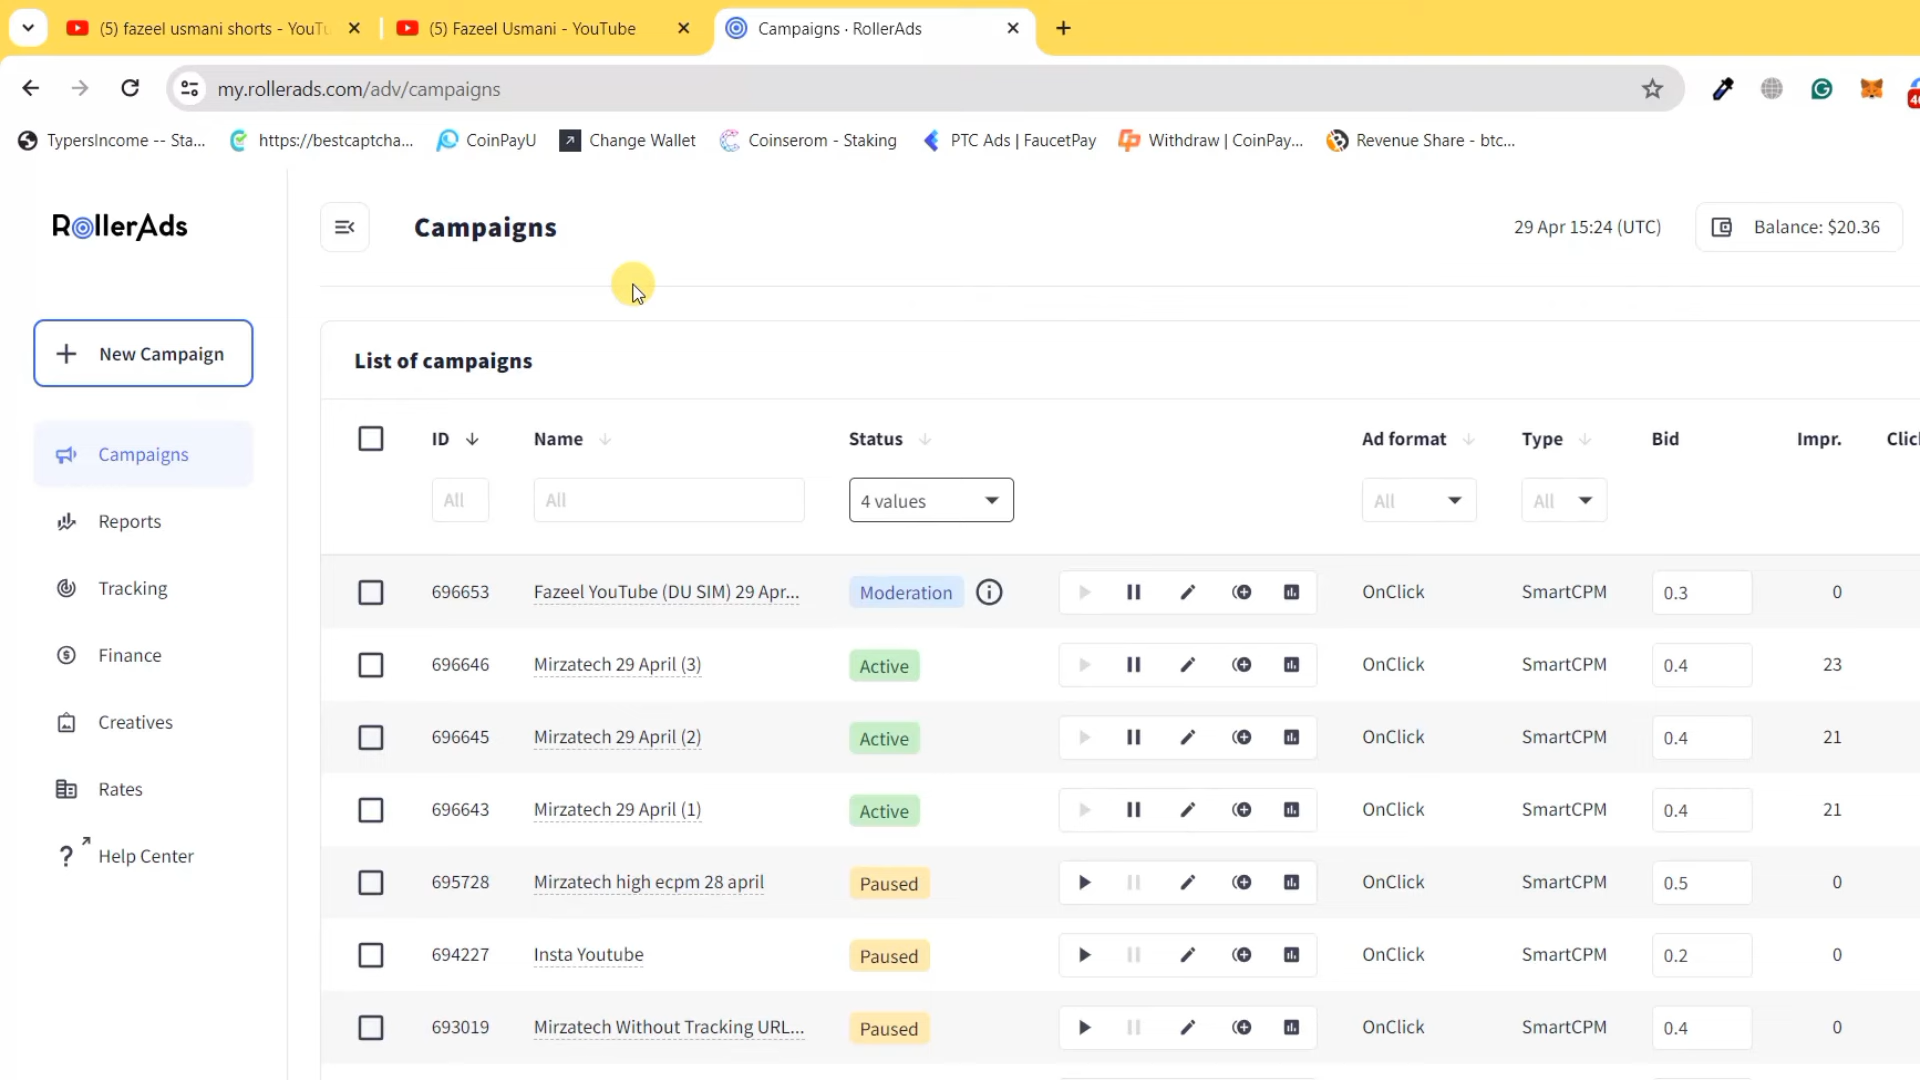 (5) fazeel usmani shorts - YouTu
(5) Fazeel Usmani - YouTube
Campaigns · RollerAds
my.rollerads.com/adv/campaigns
TypersIncome -- Sta...
https://bestcaptcha...
CoinPayU
Change Wallet
Coinserom - Staking
PTC Ads | FaucetPay
Withdraw | CoinPay...
Revenue Share - btc...
RollerAds
Campaigns
29 Apr 15:24 (UTC)
Balance: $20.36
New Campaign
Campaigns
Reports
Tracking
Finance
Creatives
Rates
Help Center
List of campaigns
ID Name Status Ad format Type Bid Impr. Clic
All All 4 values All All
696653 Fazeel YouTube (DU SIM) 29 Apr... Moderation OnClick SmartCPM 0.3 0
696646 Mirzatech 29 April (3) Active OnClick SmartCPM 0.4 23
696645 Mirzatech 29 April (2) Active OnClick SmartCPM 0.4 21
696643 Mirzatech 29 April (1) Active OnClick SmartCPM 0.4 21
695728 Mirzatech high ecpm 28 april Paused OnClick SmartCPM 0.5 0
694227 Insta Youtube Paused OnClick SmartCPM 0.2 0
693019 Mirzatech Without Tracking URL... Paused OnClick SmartCPM 0.4 0